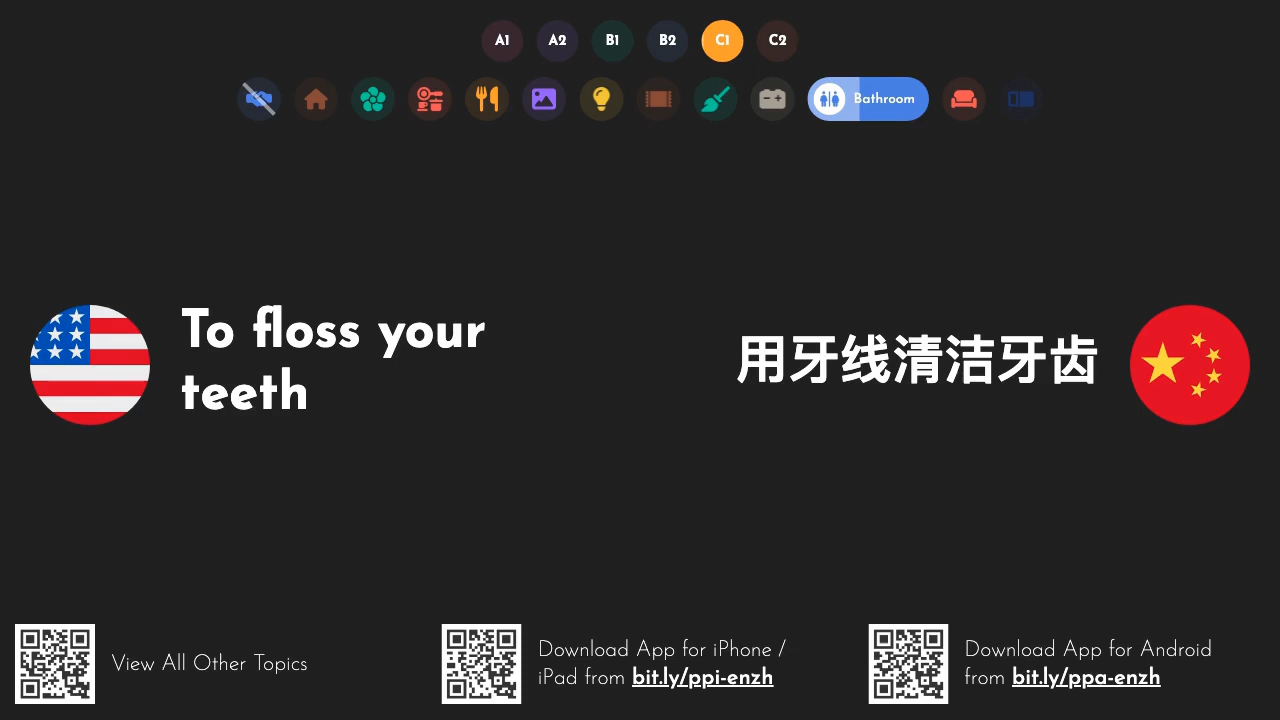 A1 A2 B1 B2 C1 C2
Bathroom
To floss your
teeth
用牙线清洁牙齿
View All Other Topics
Download App for iPhone /
iPad from bit.ly/ppi-enzh
Download App for Android
from bit.ly/ppa-enzh